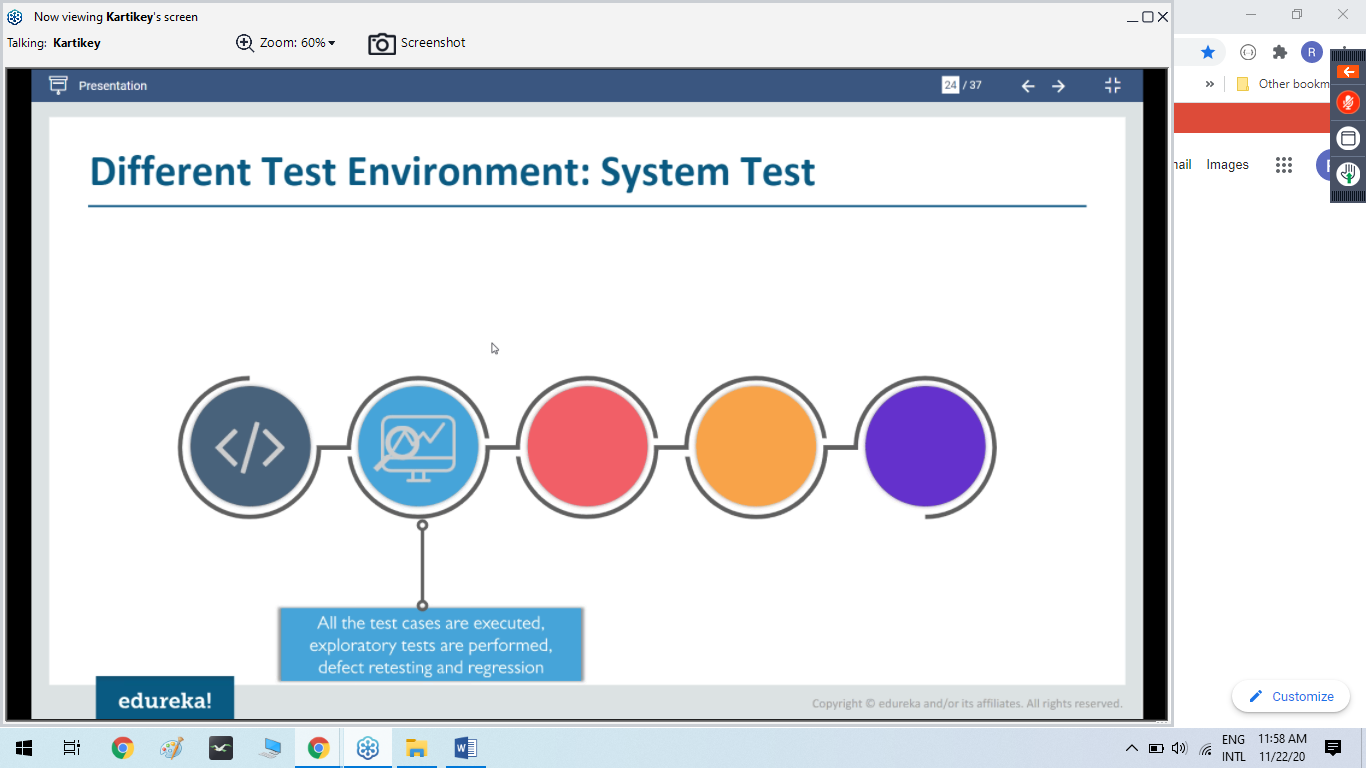 Now viewing Kartikey's screen
Talking: Kartikey
Zoom: 60%
Screenshot
Presentation
24 / 37
Different Test Environment: System Test
</>
All the test cases are executed,
exploratory tests are performed,
defect retesting and regression
edureka!
Copyright © edureka and/or its affiliates. All rights reserved.
R
{··}
»
Other bookm
ail
Images
Customize
W
ENG
INTL
11:58 AM
11/22/20